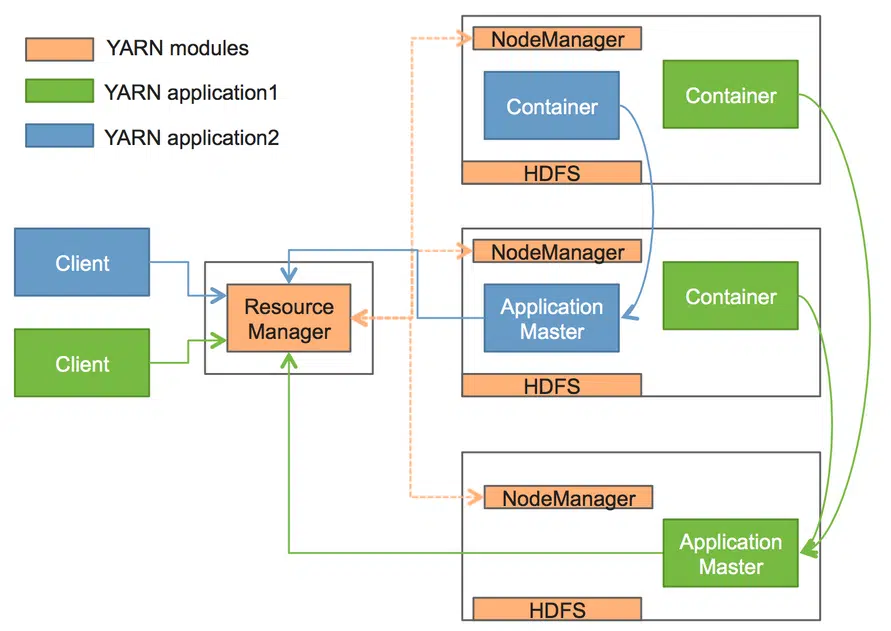 YARN modules
YARN application1
YARN application2
Client
Client
Resource
Manager
NodeManager
Container
Container
HDFS
NodeManager
Application
Master
Container
HDFS
NodeManager
Application
Master
HDFS